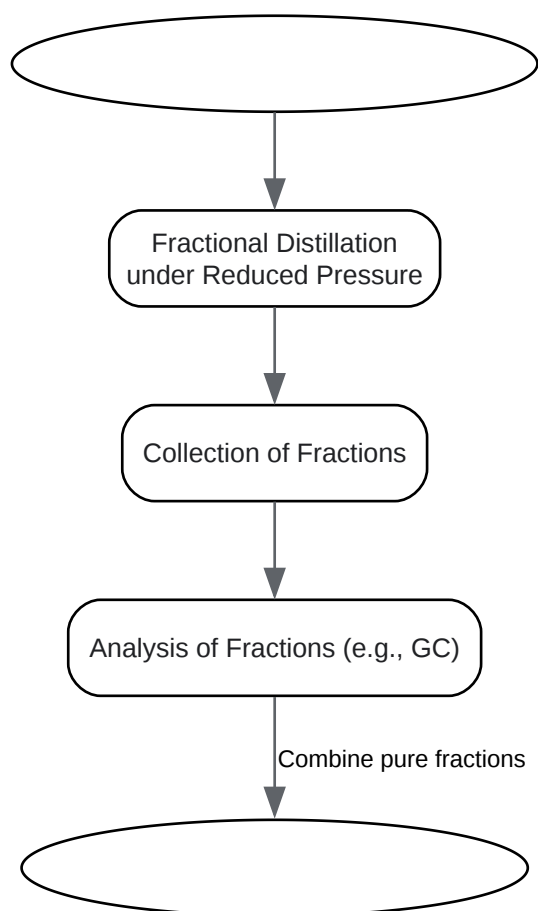 Fractional Distillation
under Reduced Pressure
Collection of Fractions
Analysis of Fractions (e.g., GC)
Combine pure fractions